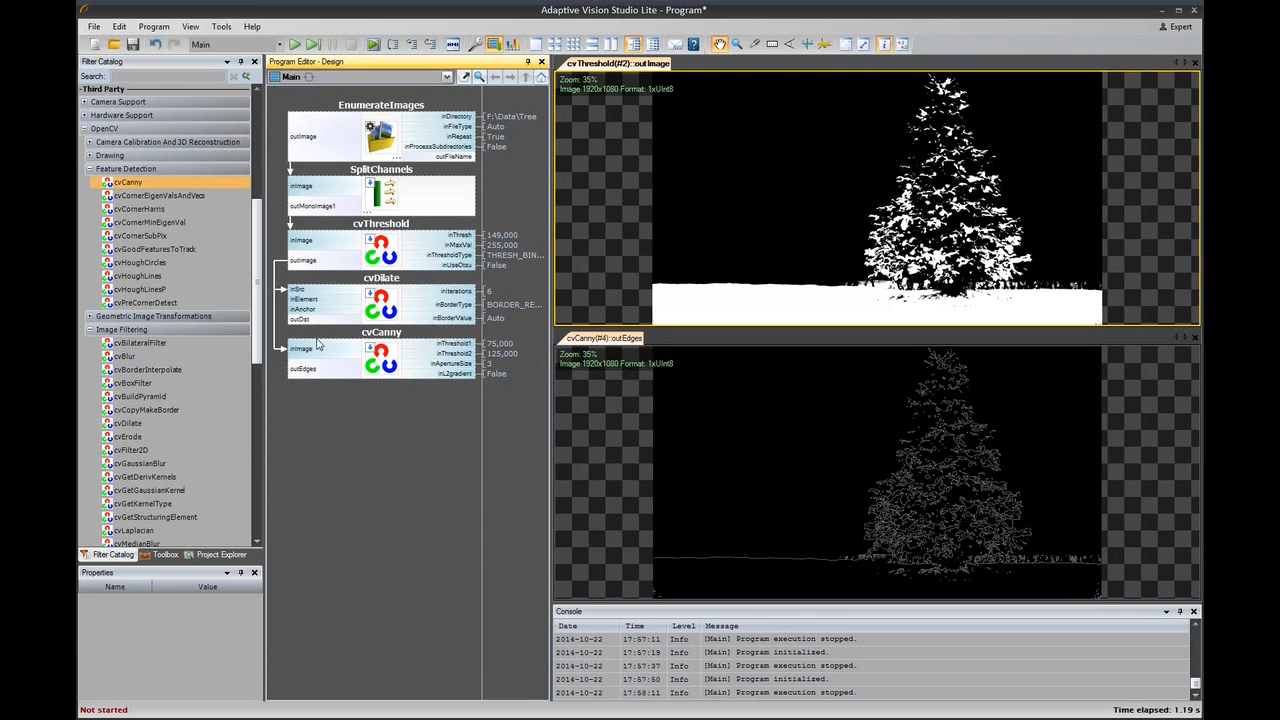 Adaptive Vision Studio Lite - Program*
File Edit Program View Tools Help
Expert
Main
Filter Catalog
Search:
-Third Party
Camera Support
Hardware Support
OpenCV
Camera Calibration And 3D Reconstruction
Drawing
Feature Detection
cvCanny
cvCornerEigenValsAndVecs
cvCornerHarris
cvCornerMinEigenVal
cvCornerSubPix
cvGoodFeaturesToTrack
cvHoughCircles
cvHoughLines
cvHoughLinesP
cvPreCornerDetect
Geometric Image Transformations
Image Filtering
cvBilateralFilter
cvBlur
cvBorderInterpolate
cvBoxFilter
cvBuildPyramid
cvCopyMakeBorder
cvDilate
cvErode
cvFilter2D
cvGaussianBlur
cvGetDerivKernels
cvGetGaussianKernel
cvGetKernelType
cvGetStructuringElement
cvLaplacian
cvMedianBlur
Filter Catalog Toolbox Project Explorer
Properties
Name Value
Program Editor - Design
Main
EnumerateImages
outImage
inDirectory F:\Data\Tree
inFileType Auto
inRepeat True
inProcessSubdirectories False
outFileName
SplitChannels
inImage
outMonoImage1
cvThreshold
inImage
outImage
inThresh 149,000
inMaxVal 255,000
inThresholdType THRESH_BIN...
inUseOtsu False
cvDilate
inSrc
inElement
inAnchor
outDst
inIterations 6
inBorderType BORDER_RE...
inBorderValue Auto
cvCanny
inImage
outEdges
inThreshold1 75,000
inThreshold2 125,000
inApertureSize 3
inL2gradient False
cvThreshold(#2)::outImage
Zoom: 35%
Image 1920x1080 Format: 1xUInt8
cvCanny(#4)::outEdges
Zoom: 35%
Image 1920x1080 Format: 1xUInt8
Console
Date Time Level Message
2014-10-22 17:57:11 Info [Main] Program execution stopped.
2014-10-22 17:57:19 Info [Main] Program initialized.
2014-10-22 17:57:37 Info [Main] Program execution stopped.
2014-10-22 17:57:50 Info [Main] Program initialized.
2014-10-22 17:58:11 Info [Main] Program execution stopped.
Not started
Time elapsed: 1.19 s